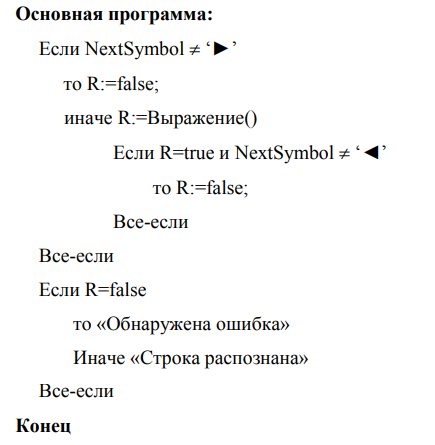 Основная программа:
Если NextSymbol ≠ ‘►’
то R:=false;
иначе R:=Выражение()
Если R=true и NextSymbol ≠ ‘◄’
то R:=false;
Все-если
Все-если
Если R=false
то «Обнаружена ошибка»
Иначе «Строка распознана»
Все-если
Конец